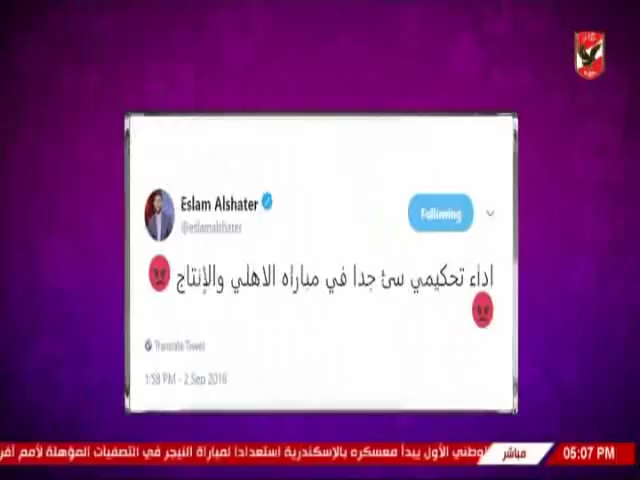 Eslam Alshater
@eslamalshater
Following
اداء تحكيمي سئ جدا في مباراه الاهلي والإنتاج
Translate Tweet
1:58 PM - 2 Sep 2018
الوطني الأول يبدأ معسكره بالإسكندرية استعدادا لمباراة النيجر في التصفيات المؤهلة لأمم أفر
مباشر
05:07 PM